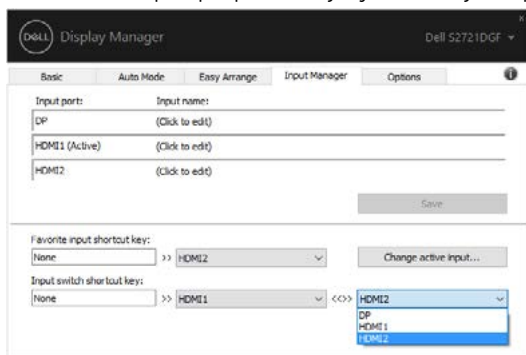 DELL Display Manager
Dell S2721DGF
Basic Auto Mode Easy Arrange Input Manager Options
Input port: Input name:
DP (Click to edit)
HDMI1 (Active) (Click to edit)
HDMI2 (Click to edit)
Save
Favorite input shortcut key:
None >> HDMI2 Change active input...
Input switch shortcut key:
None >> HDMI1 <<>> HDMI2
DP
HDMI1
HDMI2